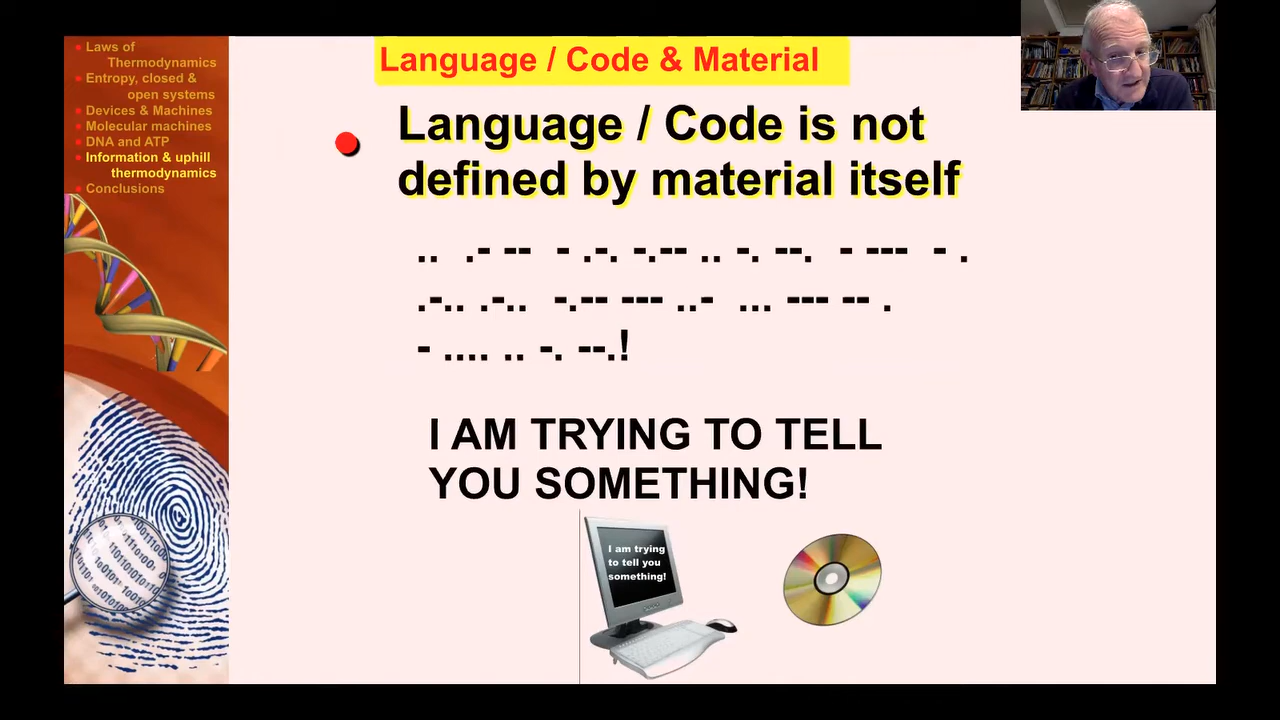 Laws of
Thermodynamics
Entropy, closed &
open systems
Devices & Machines
Molecular machines
DNA and ATP
Information & uphill
thermodynamics
Conclusions
Language / Code & Material
Language / Code is not
defined by material itself
.. .- -- - .-. -.-- .. -. --. - --- - .
.-.. .-.. -.-- --- ..- ... --- -- .
- .... .. -. --.!
I AM TRYING TO TELL
YOU SOMETHING!
I am trying
to tell you
something!